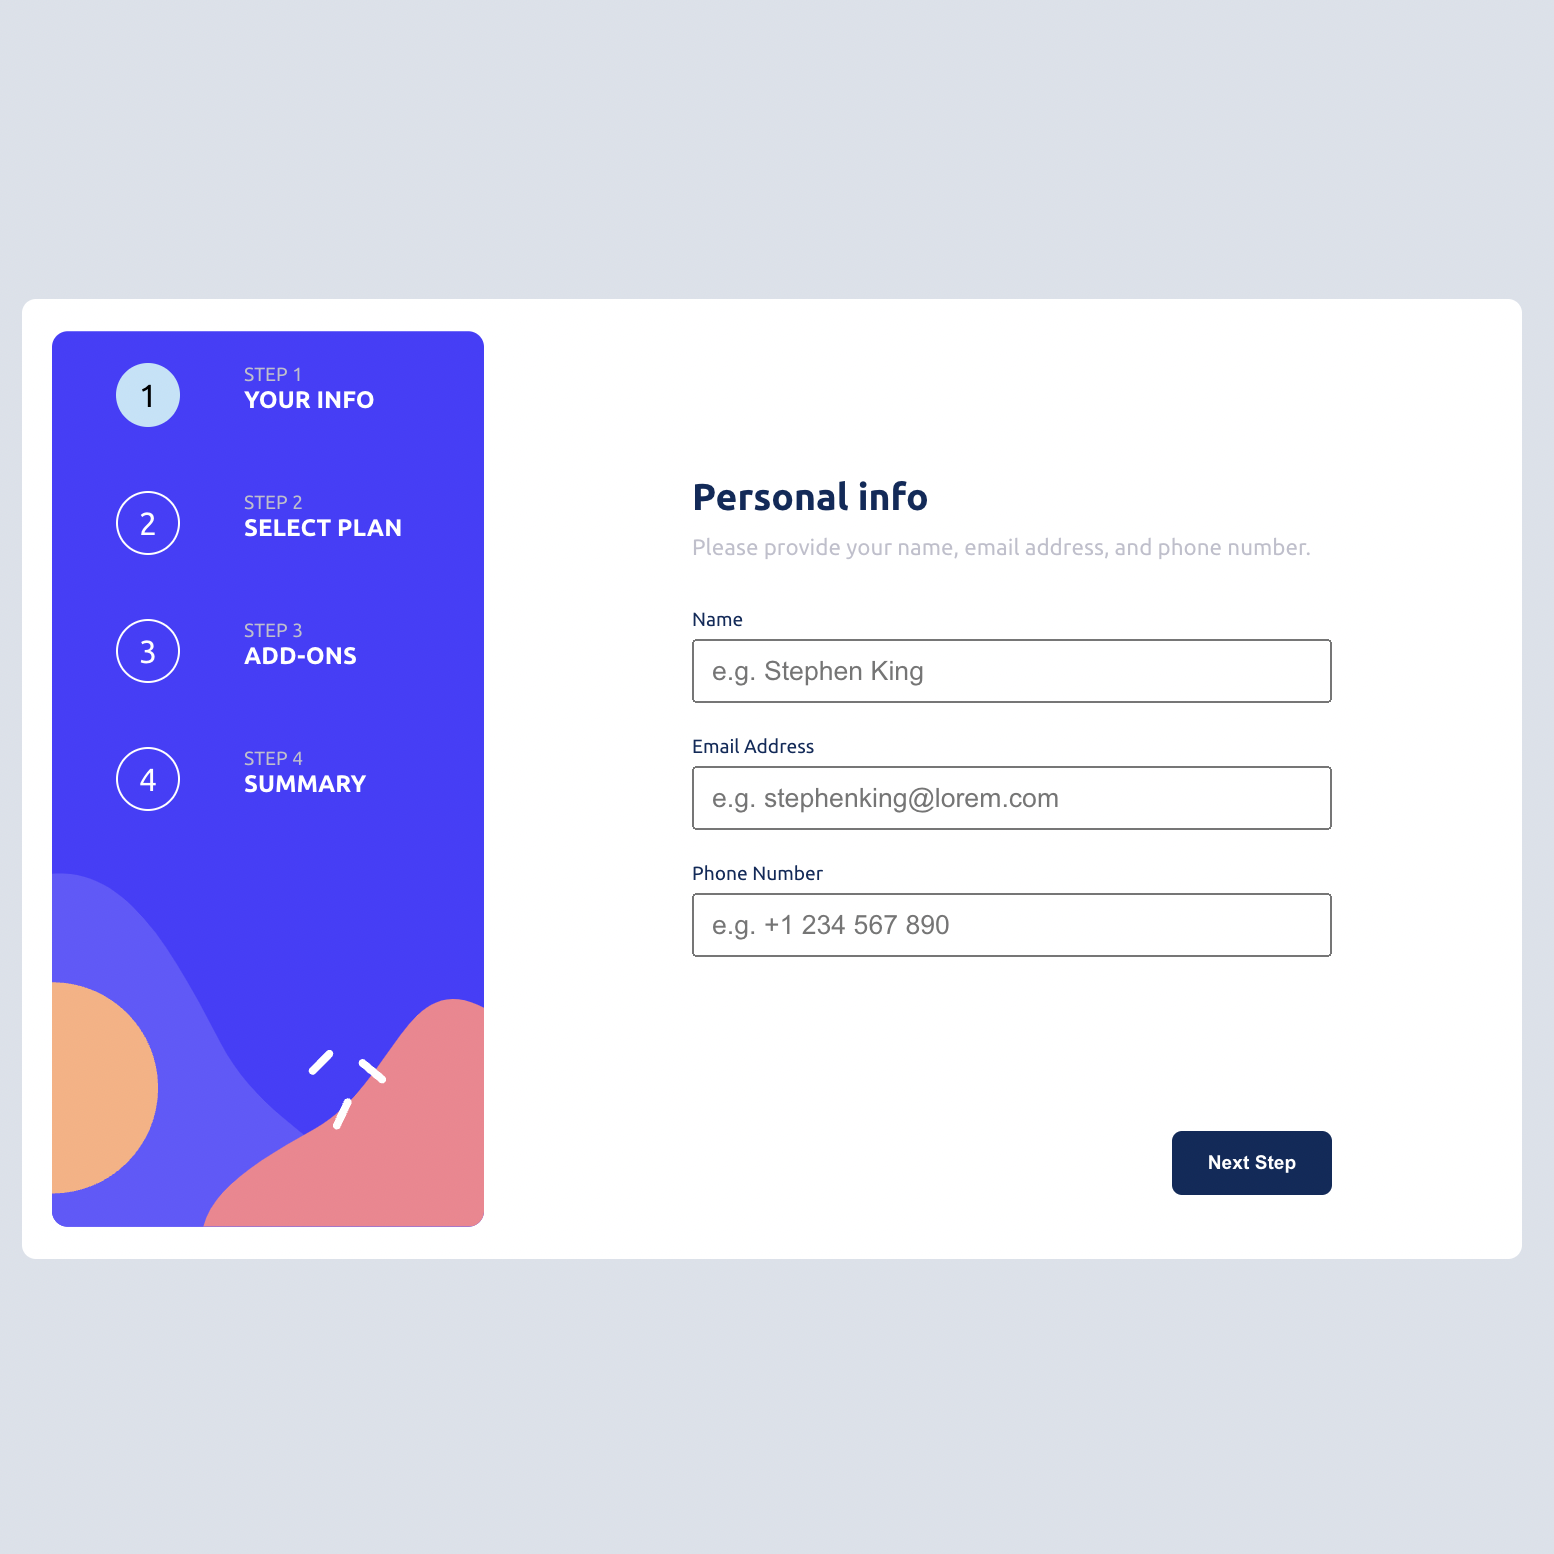 1
STEP 1
YOUR INFO
2
STEP 2
SELECT PLAN
3
STEP 3
ADD-ONS
4
STEP 4
SUMMARY
Personal info
Please provide your name, email address, and phone number.
Name
e.g. Stephen King
Email Address
e.g. stephenking@lorem.com
Phone Number
e.g. +1 234 567 890
Next Step